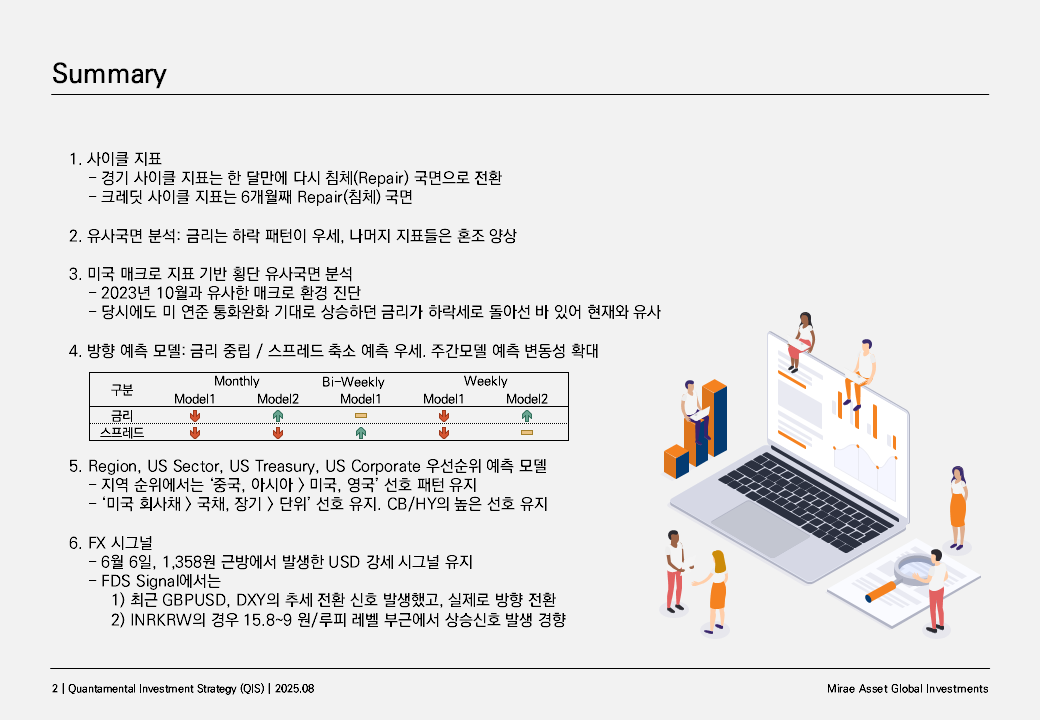 Summary
1. 사이클 지표
- 경기 사이클 지표는 한 달만에 다시 침체(Repair) 국면으로 전환
- 크레딧 사이클 지표는 6개월째 Repair(침체) 국면
2. 유사국면 분석: 금리는 하락 패턴이 우세, 나머지 지표들은 혼조 양상
3. 미국 매크로 지표 기반 횡단 유사국면 분석
- 2023년 10월과 유사한 매크로 환경 진단
- 당시에도 미 연준 통화완화 기대로 상승하던 금리가 하락세로 돌아선 바 있어 현재와 유사
4. 방향 예측 모델: 금리 중립 / 스프레드 축소 예측 우세. 주간모델 예측 변동성 확대
구분 Monthly Bi-Weekly Weekly
Model1 Model2 Model1 Model1 Model2
금리
스프레드
5. Region, US Sector, US Treasury, US Corporate 우선순위 예측 모델
- 지역 순위에서는 '중국, 아시아 > 미국, 영국' 선호 패턴 유지
- '미국 회사채 > 국채, 장기 > 단위' 선호 유지. CB/HY의 높은 선호 유지
6. FX 시그널
- 6월 6일, 1,358원 근방에서 발생한 USD 강세 시그널 유지
- FDS Signal에서는
1) 최근 GBPUSD, DXY의 추세 전환 신호 발생했고, 실제로 방향 전환
2) INRKRW의 경우 15.8~9 원/루피 레벨 부근에서 상승신호 발생 경향
2 | Quantamental Investment Strategy (QIS) | 2025.08
Mirae Asset Global Investments